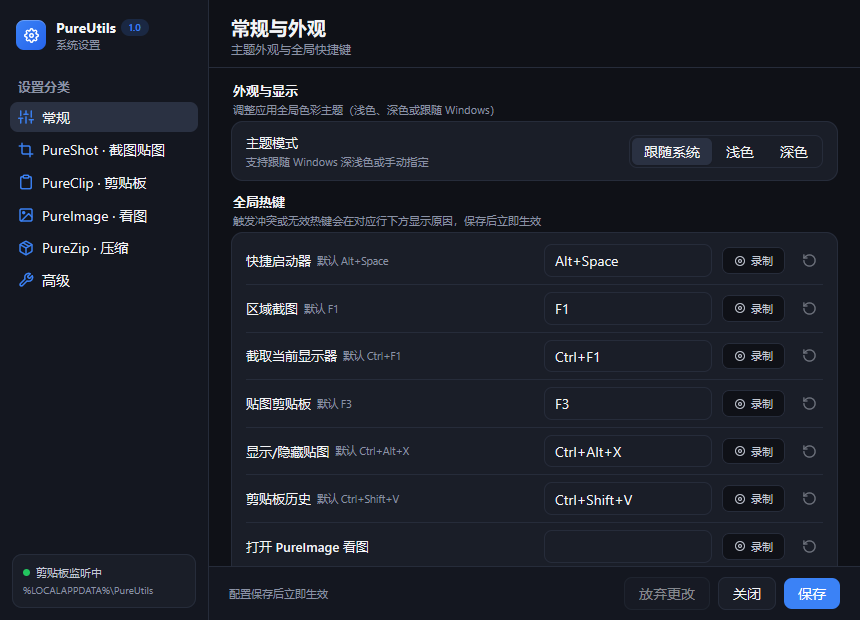 PureUtils 1.0
系统设置
设置分类
常规
PureShot · 截图贴图
PureClip · 剪贴板
PureImage · 看图
PureZip · 压缩
高级
剪贴板监听中
%LOCALAPPDATA%\PureUtils
常规与外观
主题外观与全局快捷键
外观与显示
调整应用全局色彩主题（浅色、深色或跟随 Windows）
主题模式
支持跟随 Windows 深浅色或手动指定
跟随系统 浅色 深色
全局热键
触发冲突或无效热键会在对应行下方显示原因，保存后立即生效
快捷启动器 默认 Alt+Space Alt+Space 录制
区域截图 默认 F1 F1 录制
截取当前显示器 默认 Ctrl+F1 Ctrl+F1 录制
贴图剪贴板 默认 F3 F3 录制
显示/隐藏贴图 默认 Ctrl+Alt+X Ctrl+Alt+X 录制
剪贴板历史 默认 Ctrl+Shift+V Ctrl+Shift+V 录制
打开 PureImage 看图 录制
配置保存后立即生效 放弃更改 关闭 保存